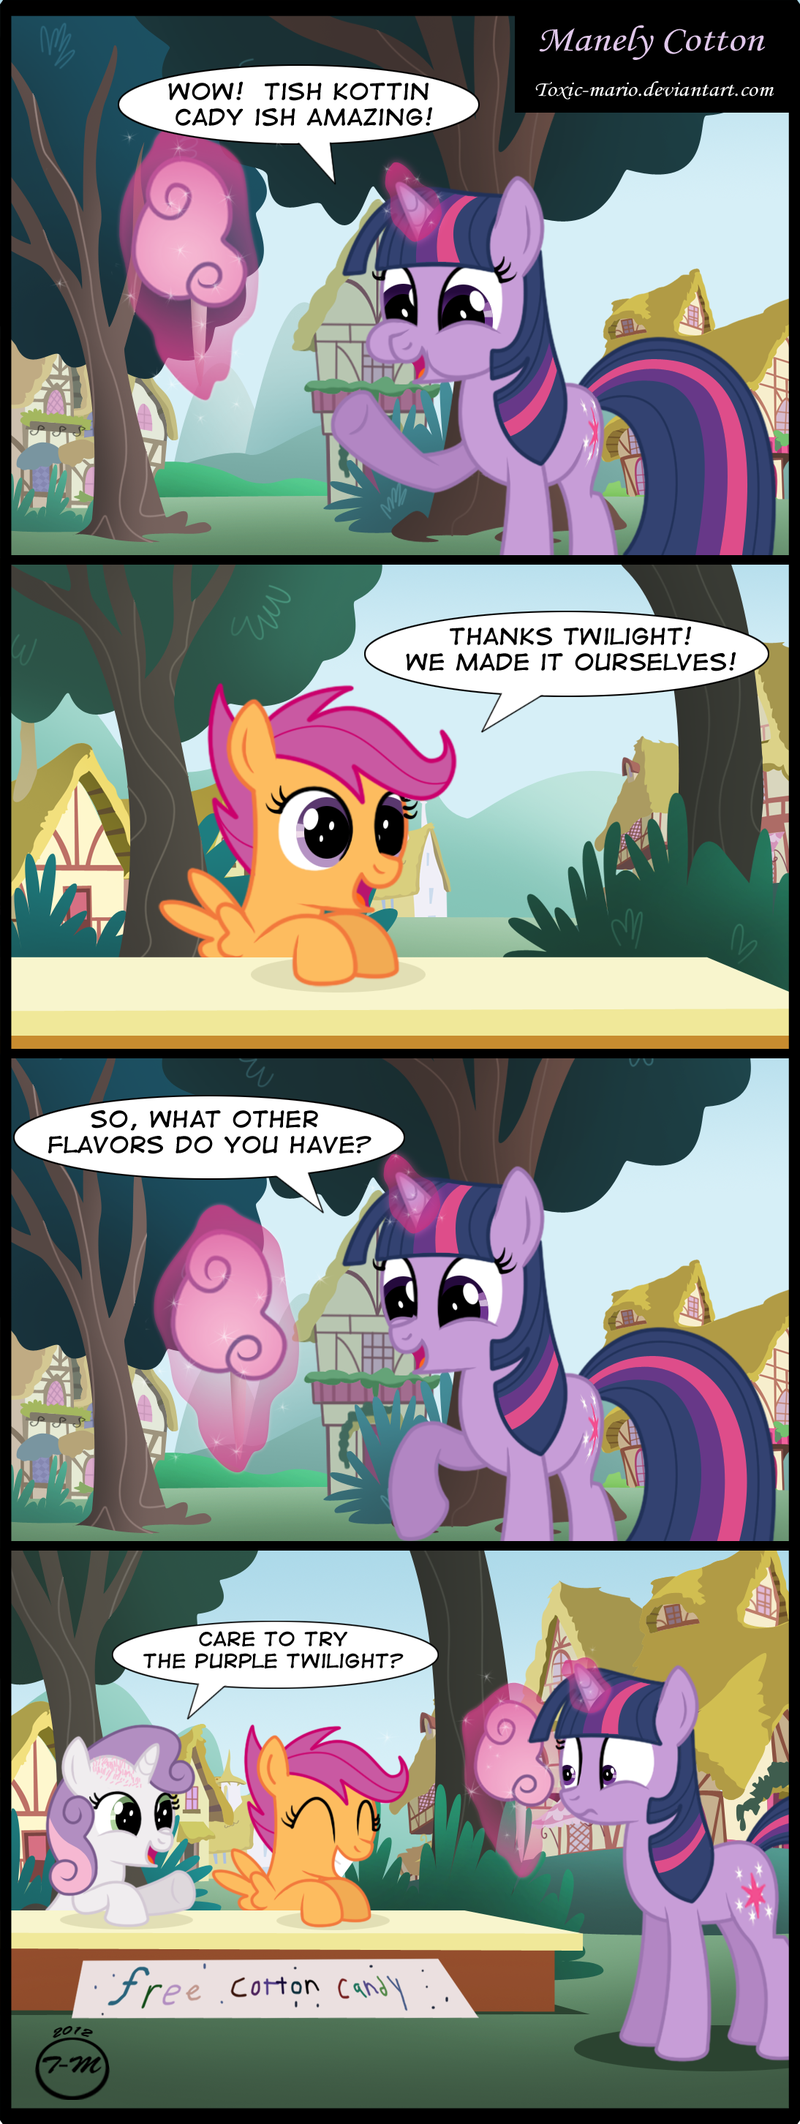 Manely Cotton
Toxic-mario.deviantart.com
WOW! TISH KOTTIN
CADY ISH AMAZING!
THANKS TWILIGHT!
WE MADE IT OURSELVES!
SO, WHAT OTHER
FLAVORS DO YOU HAVE?
CARE TO TRY
THE PURPLE TWILIGHT?
free cotton candy
2012
T-M